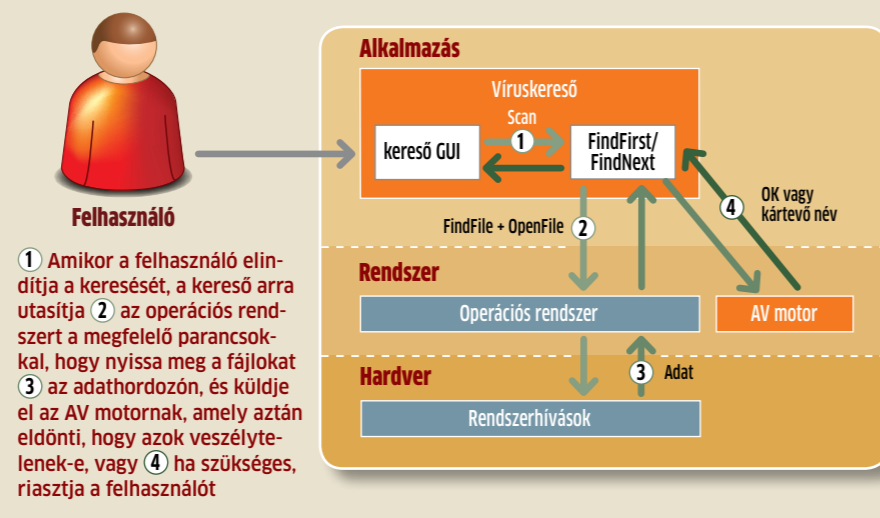 Alkalmazás
Víruskereső
Scan
kereső GUI
1
FindFirst/
FindNext
Felhasználó
4
OK vagy
kártevő név
FindFile + OpenFile 2
1 Amikor a felhasználó elin-
dítja a keresését, a kereső arra
utasítja 2 az operációs rend-
szert a megfelelő parancsok-
kal, hogy nyissa meg a fájlokat
3 az adathordozón, és küldje
el az AV motornak, amely aztán
eldönti, hogy azok veszélyte-
lenek-e, vagy 4 ha szükséges,
riasztja a felhasználót
Rendszer
Operációs rendszer
AV motor
Hardver
3 Adat
Rendszerhívások